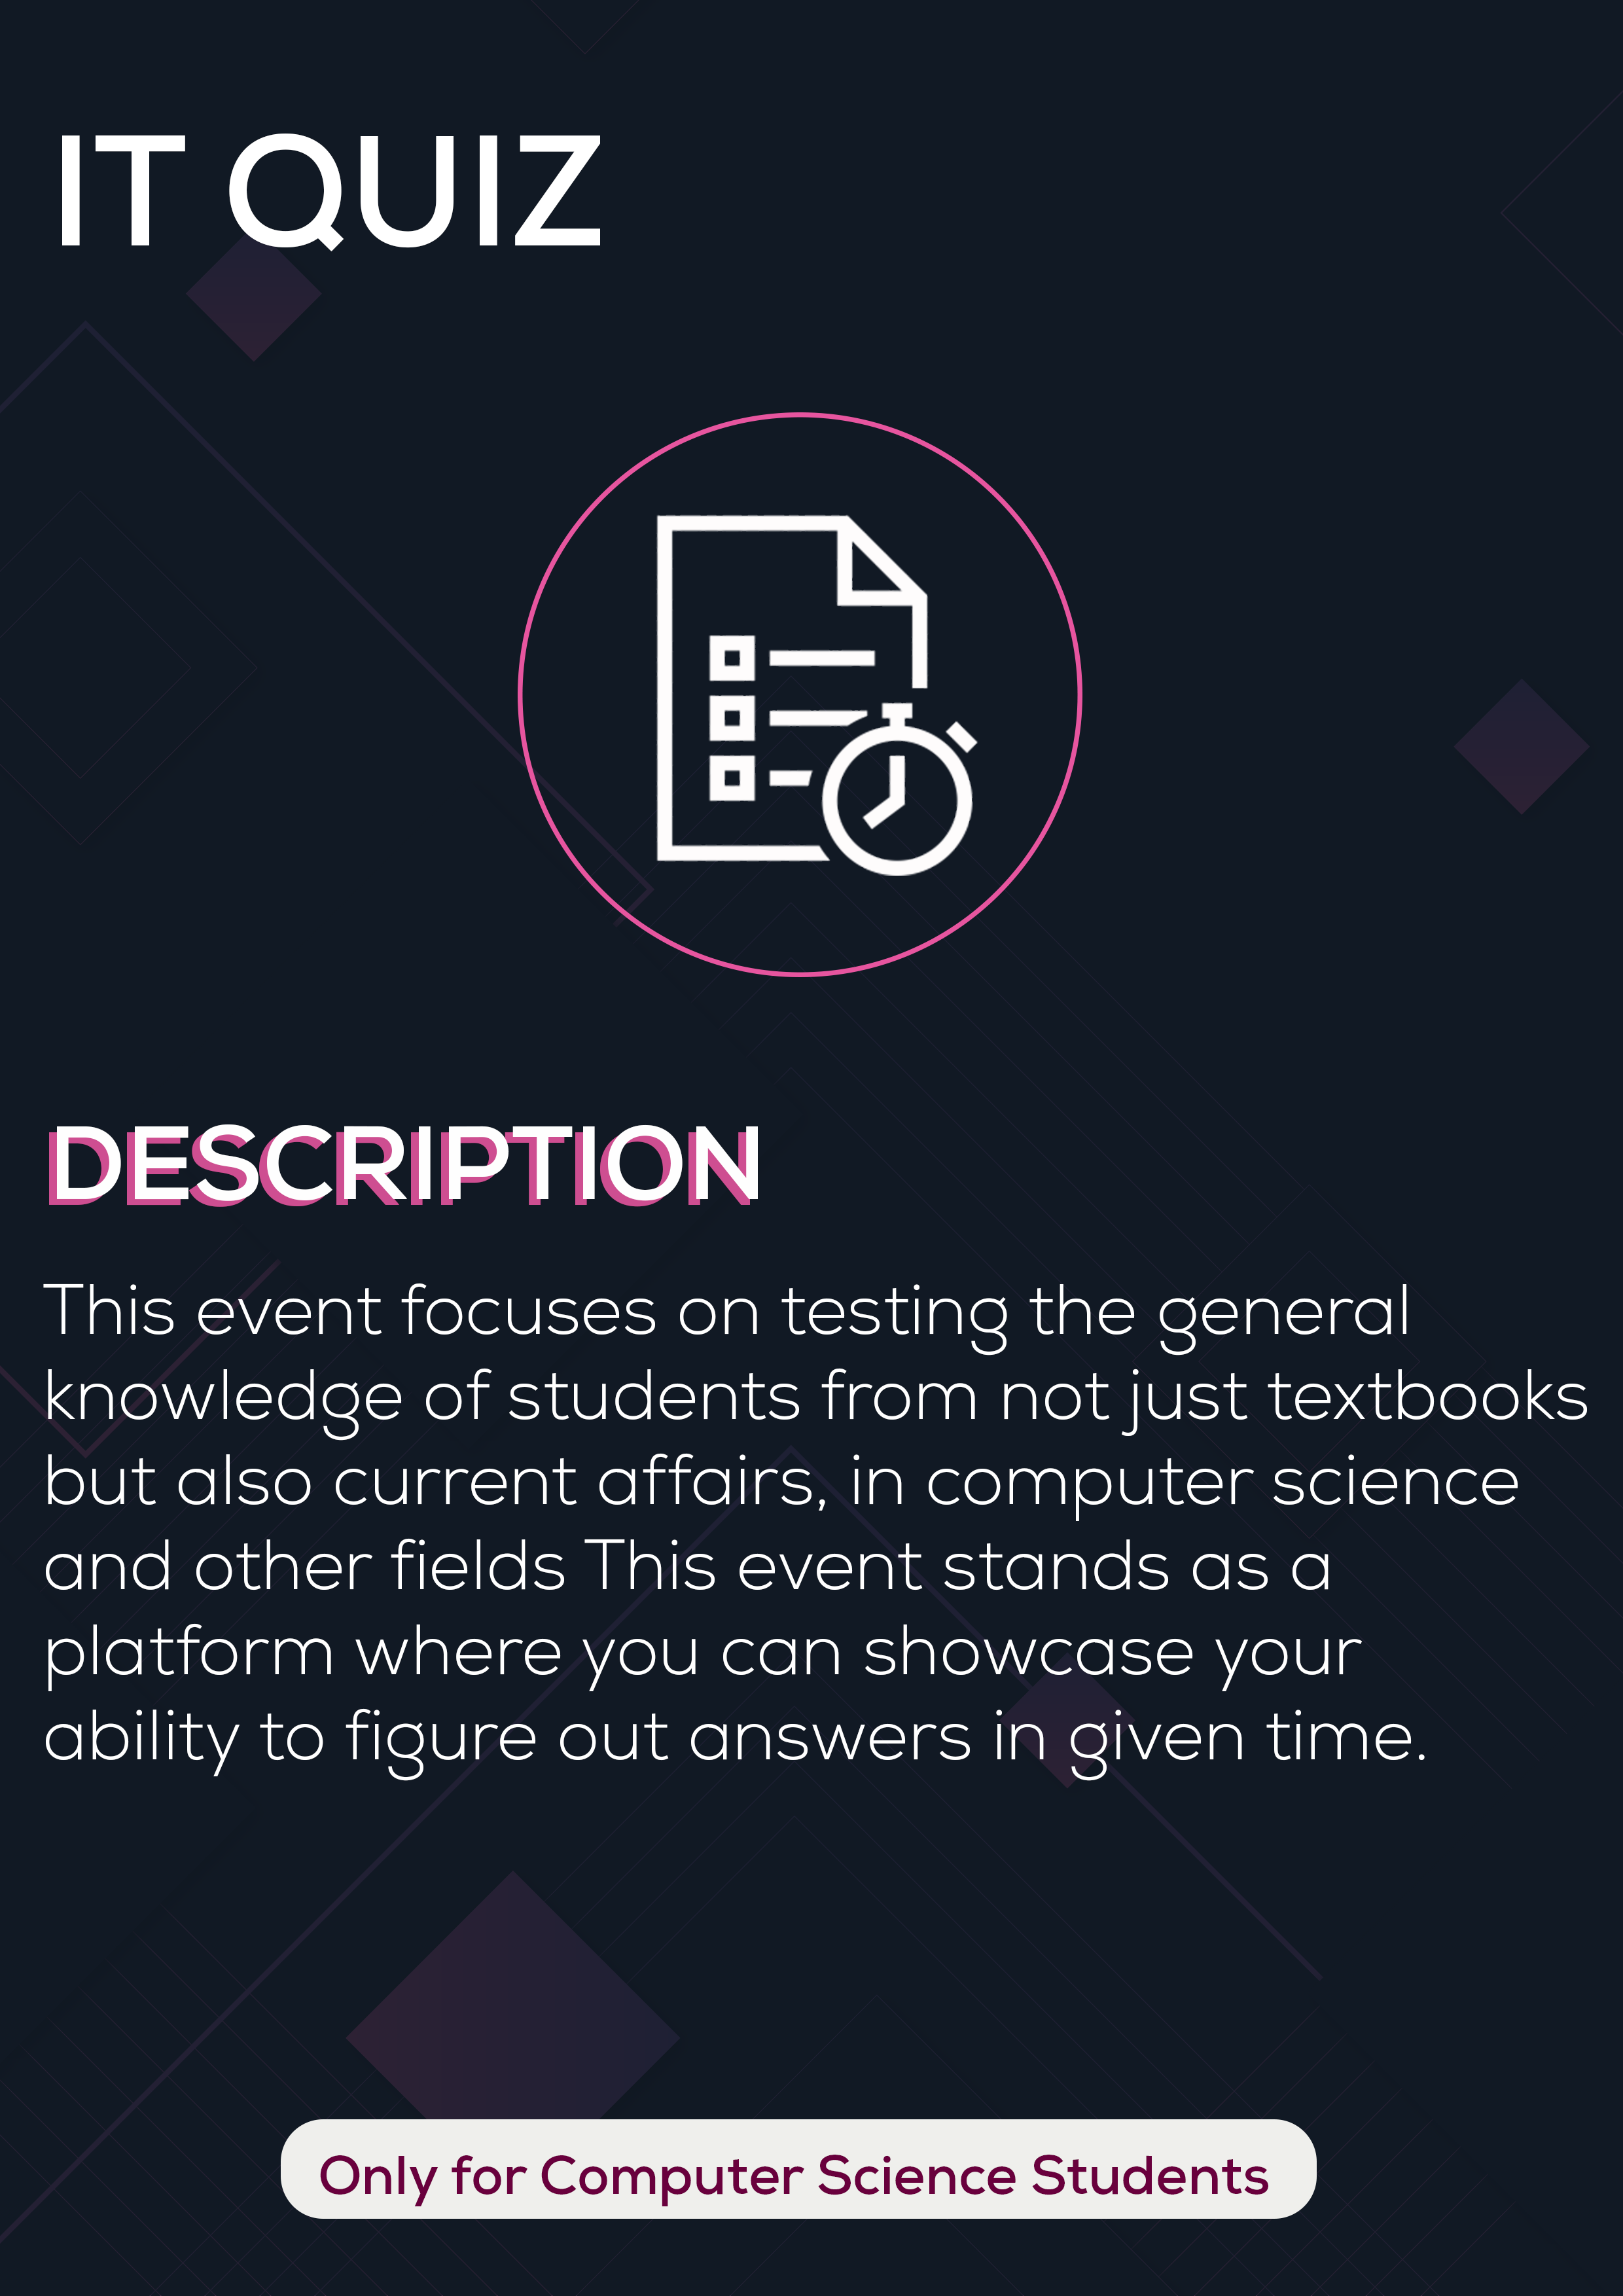 IT QUIZ
DESCRIPTION
This event focuses on testing the general
knowledge of students from not just textbooks
but also current affairs, in computer science
and other fields This event stands as a
platform where you can showcase your
ability to figure out answers in given time.
Only for Computer Science Students